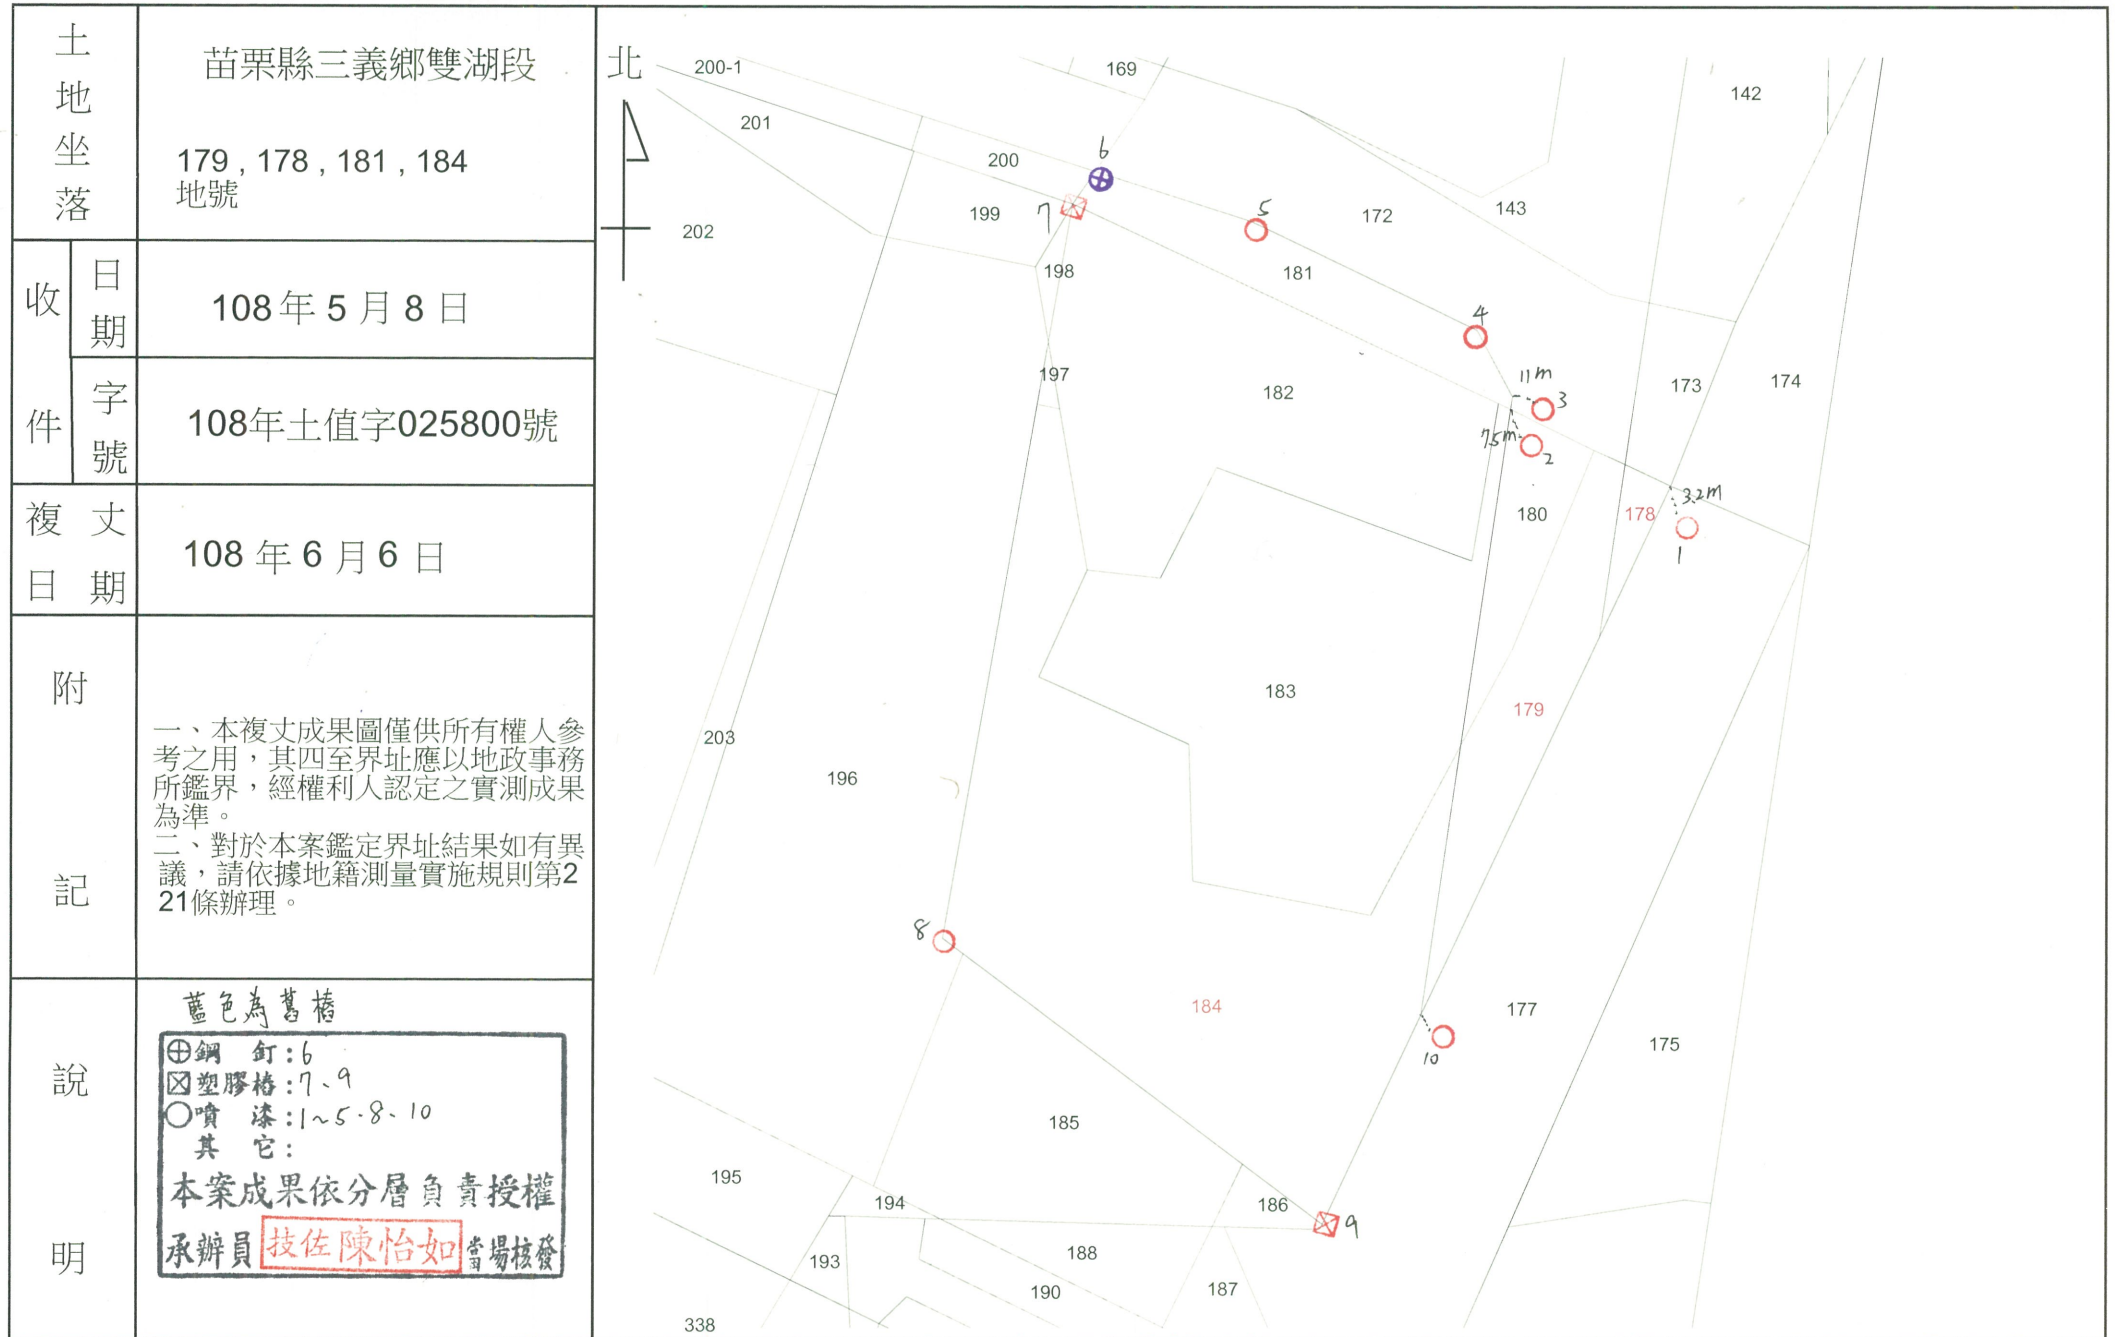 土地坐落
苗栗縣三義鄉雙湖段
179 , 178 , 181 , 184
地號
收件
日期
108 年 5 月 8 日
字號
108年土值字025800號
複丈
日期
108 年 6 月 6 日
附記
一、本複丈成果圖僅供所有權人參
考之用，其四至界址應以地政事務
所鑑界，經權利人認定之實測成果
為準。
二、對於本案鑑定界址結果如有異
議，請依據地籍測量實施規則第2
21條辦理。
說明
藍色為舊樁
⊕鋼 釘:6
塑膠樁:7、9
○噴 漆:1~5.8、10
其 它:
本案成果依分層負責授權
承辦員 技佐陳怡如 當場核發
北
200-1
169
142
201
6
200
7
199
5
172
143
202
198
181
4
11m
3
197
182
173
174
7.5m
2
3.2m
180
178
1
183
179
203
196
8
184
177
10
175
185
195
194
186
9
193
188
190
187
338